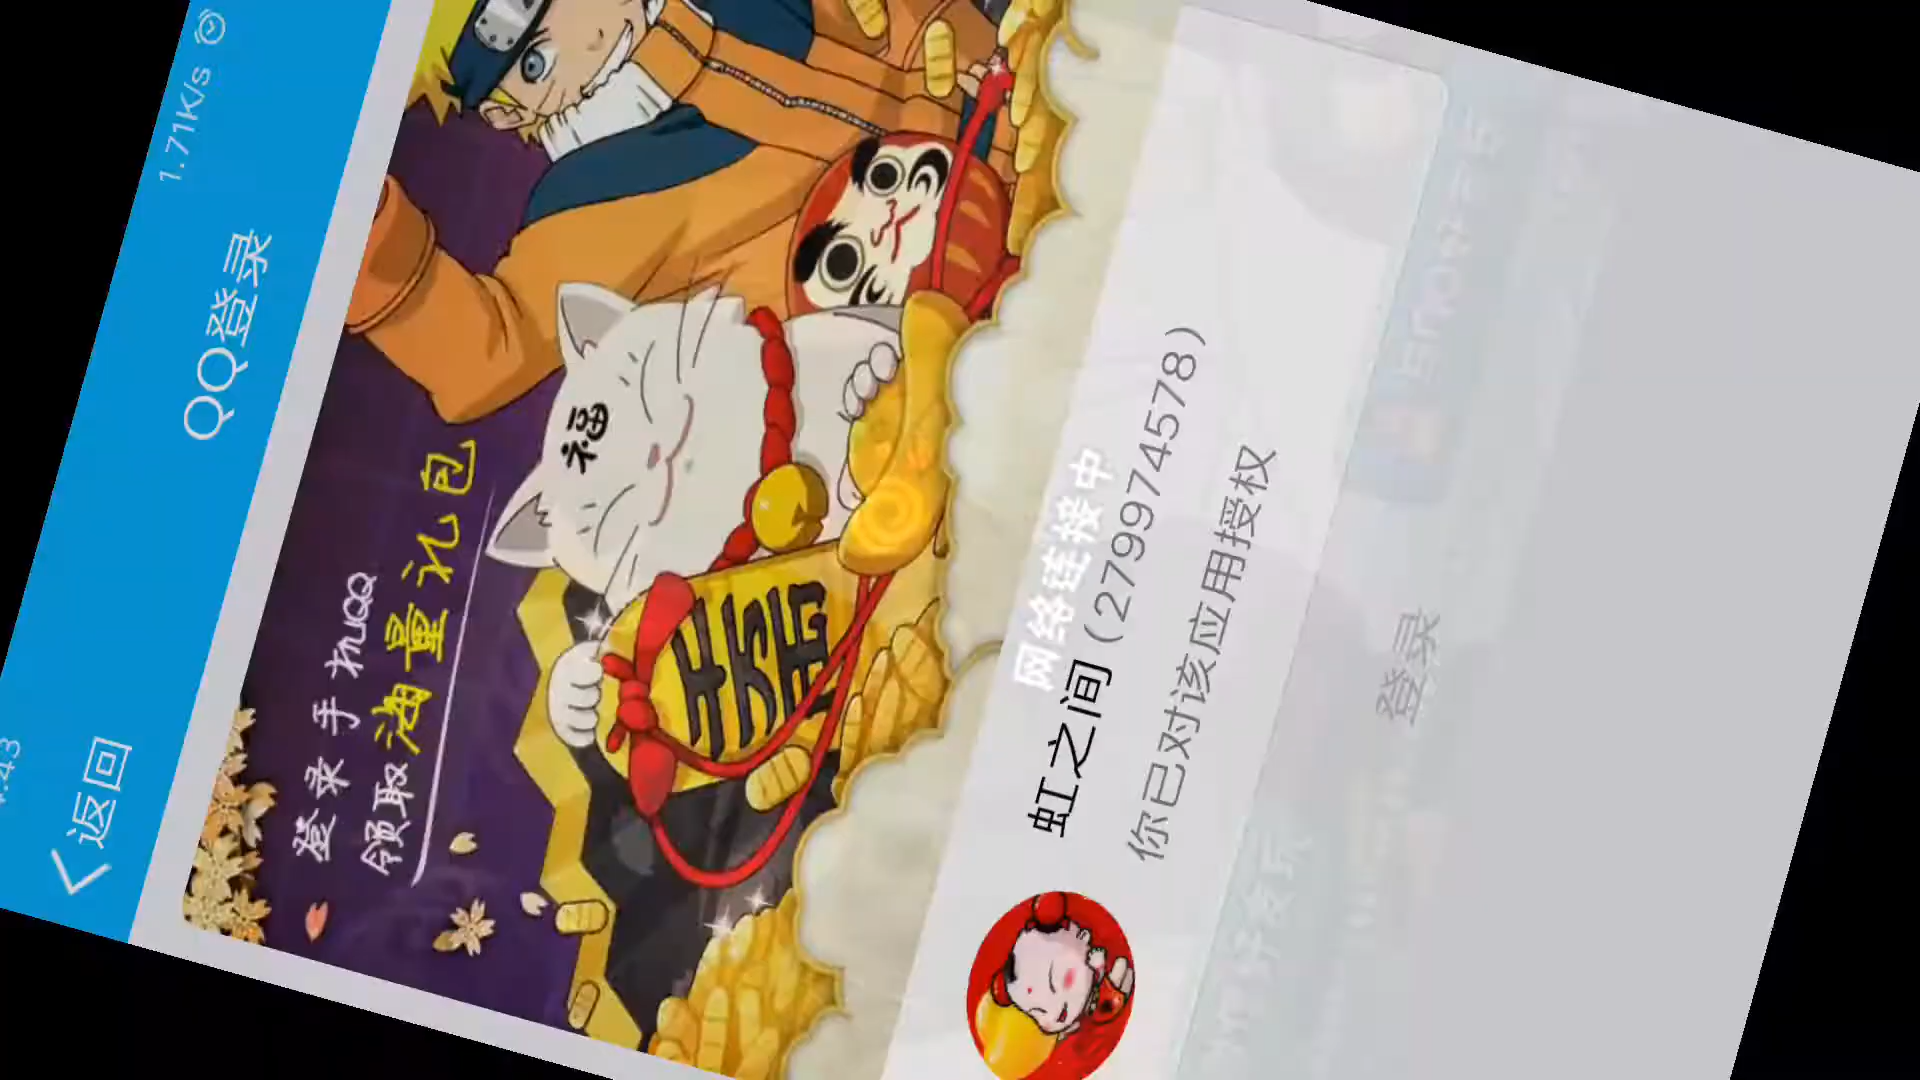 1.71K/s
返回
QQ登录
登录手机QQ
领取海量礼包
福
网络连接中
虹之间（2799974578）
你已对该应用授权
登录